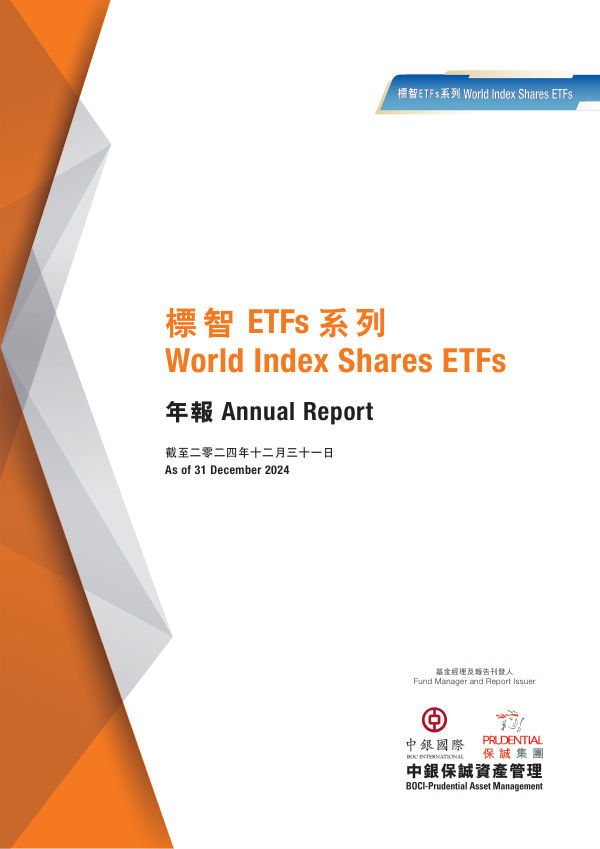 標智ETFs系列 World Index Shares ETFs
標智 ETFs 系列
World Index Shares ETFs
年報 Annual Report
截至二零二四年十二月三十一日
As of 31 December 2024
基金經理及報告刊發人
Fund Manager and Report Issuer
中銀國際
BOC INTERNATIONAL
PRUDENTIAL
保誠集團
中銀保誠資產管理
BOCI-Prudential Asset Management